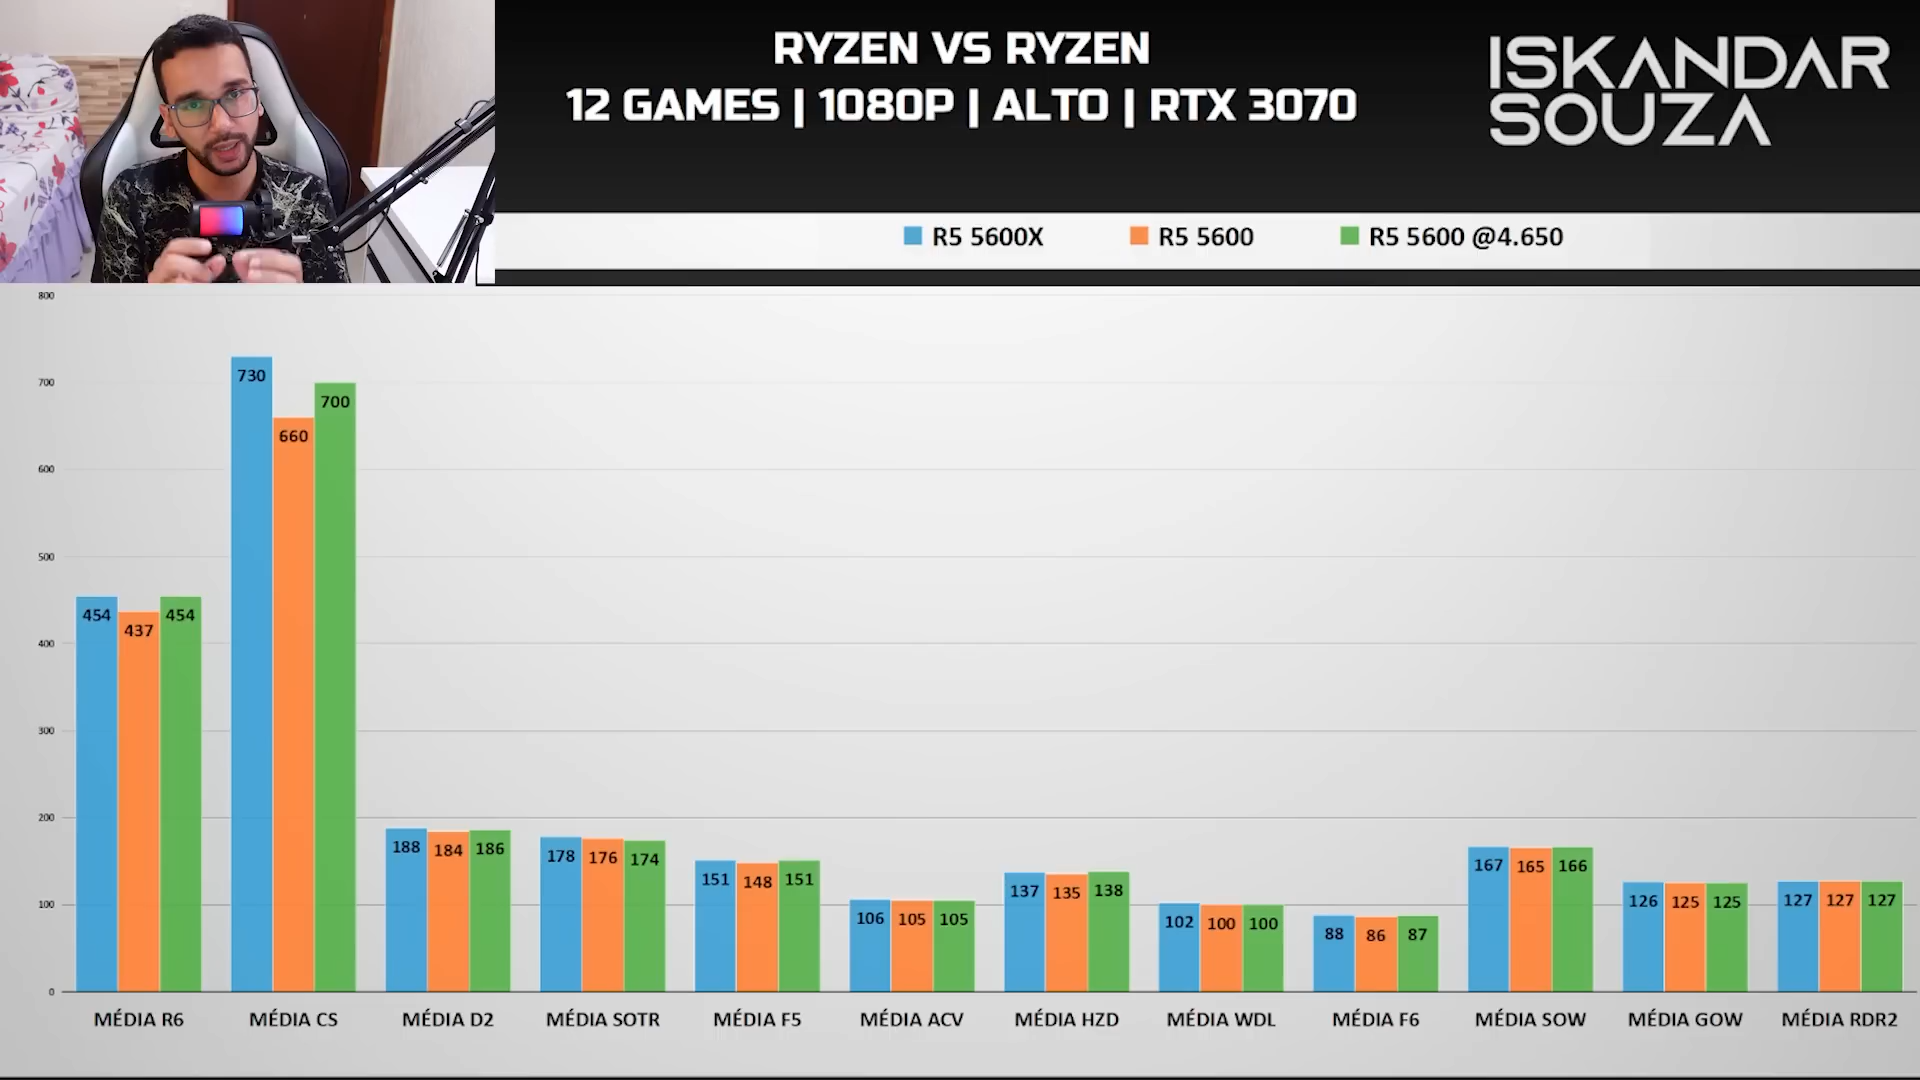 RYZEN VS RYZEN
12 GAMES | 1080P | ALTO | RTX 3070
ISKANDAR
SOUZA
R5 5600X
R5 5600
R5 5600 @4.650
800
700
600
500
400
300
200
100
0
454 437 454
730 660 700
188 184 186
178 176 174
151 148 151
106 105 105
137 135 138
102 100 100
88 86 87
167 165 166
126 125 125
127 127 127
MÉDIA R6
MÉDIA CS
MÉDIA D2
MÉDIA SOTR
MÉDIA F5
MÉDIA ACV
MÉDIA HZD
MÉDIA WDL
MÉDIA F6
MÉDIA SOW
MÉDIA GOW
MÉDIA RDR2